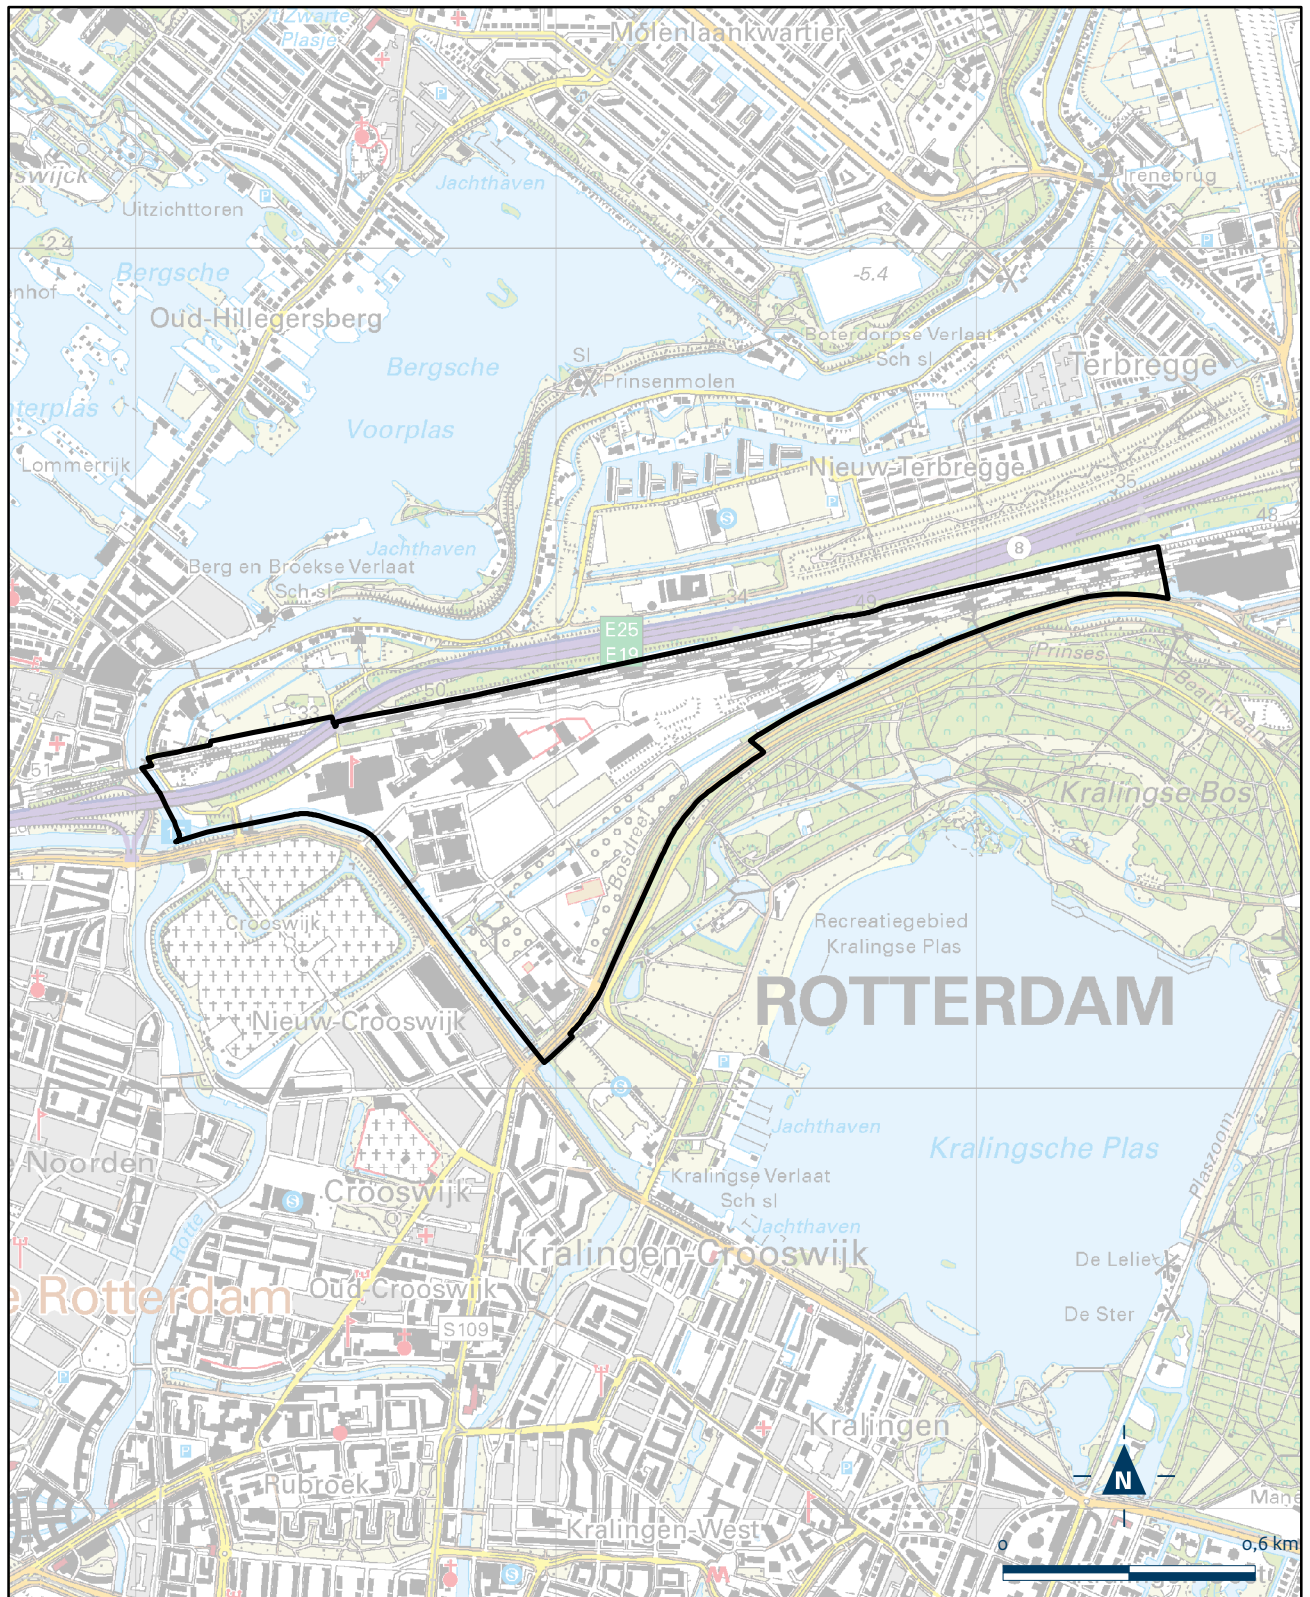 't Zwarte
Plasje
Molenlaankwartier
swijck
Jachthaven
Irenebrug
Uitzichttoren
-2.4
Bergsche
-5.4
nhof
Oud-Hillegersberg
Boterdorpse Verlaat
Sch sl
Sl
Prinsenmolen
Terbregge
Bergsche
terplas
Voorplas
Lommerrijk
Nieuw-Terbregge
35
48
Jachthaven
8
Berg en Broekse Verlaat
Sch sl
34
49
E25
E19
Prinses
Beatrixlaan
50
33
51
Kralingse Bos
Bosdreef
Recreatiegebied
Kralingse Plas
Crooswijk
ROTTERDAM
Nieuw-Crooswijk
Jachthaven
Kralingsche Plas
Plaszoom
e Noorden
Kralingse Verlaat
Sch sl
Crooswijk
Jachthaven
Rotte
Kralingen-Crooswijk
De Lelie
e Rotterdam
Oud-Crooswijk
De Ster
S109
Kralingen
N
Rubroek
Mane
Kralingen-West
0
0,6 km